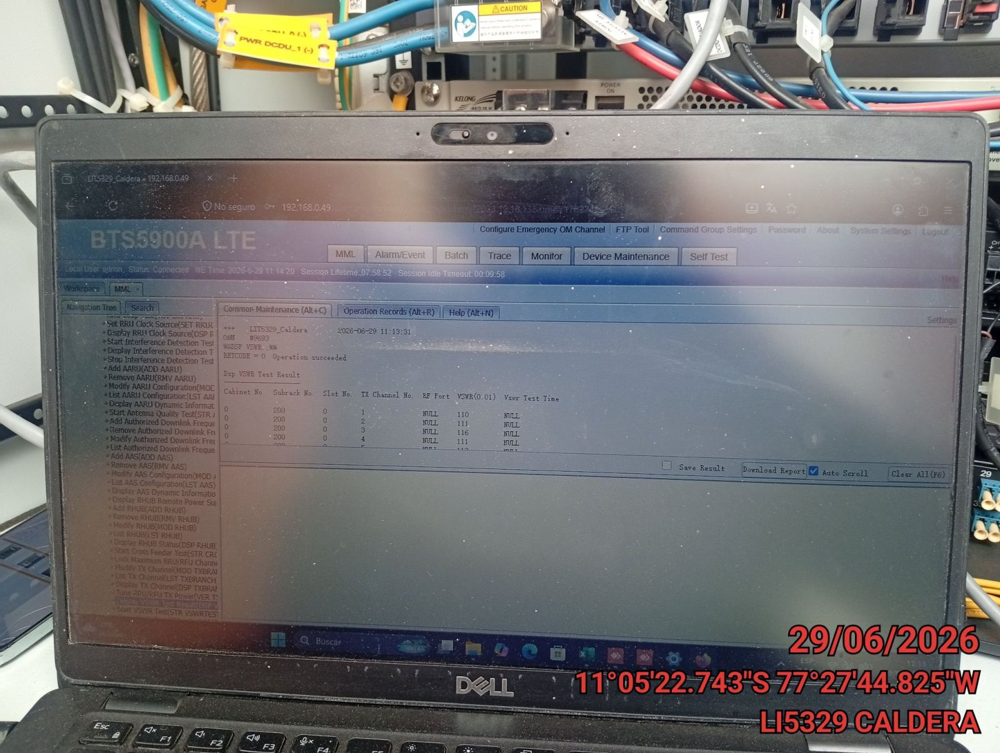 CAUTION
PWR DCDU_1 (-)
KELONG
POWER
ON
LIT5329_Caldera - 192.168.0.49
No seguro
192.168.0.49
BTS5900A LTE
Configure Emergency OM Channel
FTP Tool
Command Group Settings
Password
About
System Settings
Logout
MML
Alarm/Event
Batch
Trace
Monitor
Device Maintenance
Self Test
Local User admin, Status: Connected NE Time: 2026-6-29 11:14:20 Session Lifetime: 07:58:52 Session Idle Timeout: 00:09:58
Help
Workspace
MML
Navigation Tree
Search
Common Maintenance (Alt+C)
Operation Records (Alt+R)
Help (Alt+N)
Settings
Set RRU Clock Source(SET RRUC
Display RRU Clock Source(DSP R
Start Interference Detection Test
Display Interference Detection T
Stop Interference Detection Test
Add AARU(ADD AARU)
Remove AARU(RMV AARU)
Modify AARU Configuration(MOD
List AARU Configuration(LST AAI
Display AARU Dynamic Informat
Start Antenna Quality Test(STR A
Add Authorized Downlink Freque
Remove Authorized Downlink Fre
Modify Authorized Downlink Fre
List Authorized Downlink Freque
Add AAS(ADD AAS)
Remove AAS(RMV AAS)
Modify AAS Configuration(MOD A
List AAS Configuration(LST AAS)
Display AAS Dynamic Informatio
Display RHUB Remote Power Su
Add RHUB(ADD RHUB)
Remove RHUB(RMV RHUB)
Modify RHUB(MOD RHUB)
List RHUB(LST RHUB)
Display RHUB Status(DSP RHUB
Start Cross Feeder Test(STR CRO
Lock Maximum RRU/RFU Chann
Modify TX Channel(MOD TXBRAN
List TX Channel(LST TXBRANCH
Display TX Channel(DSP TXBRAN
Tune RRU/RFU TX Power(VER T
Start VSWR Test(STR VSWRTES
+++ LIT5329_Caldera 2026-06-29 11:13:31
O&M #9693
%%DSP VSWR:;%%
RETCODE = 0 Operation succeeded.
Dsp VSWR Test Result
Cabinet No. Subrack No. Slot No. TX Channel No. RF Port VSWR(0.01) Vswr Test Time
0 200 0 1 NULL 110 NULL
0 200 0 2 NULL 111 NULL
0 200 0 3 NULL 116 NULL
0 200 0 4 NULL 111 NULL
Save Result
Download Report
Auto Scroll
Clear All(F6)
Buscar
ESP
DELL
29
Esc
F1
F2
F3
F4
29/06/2026
11°05'22.743"S 77°27'44.825"W
LI5329 CALDERA